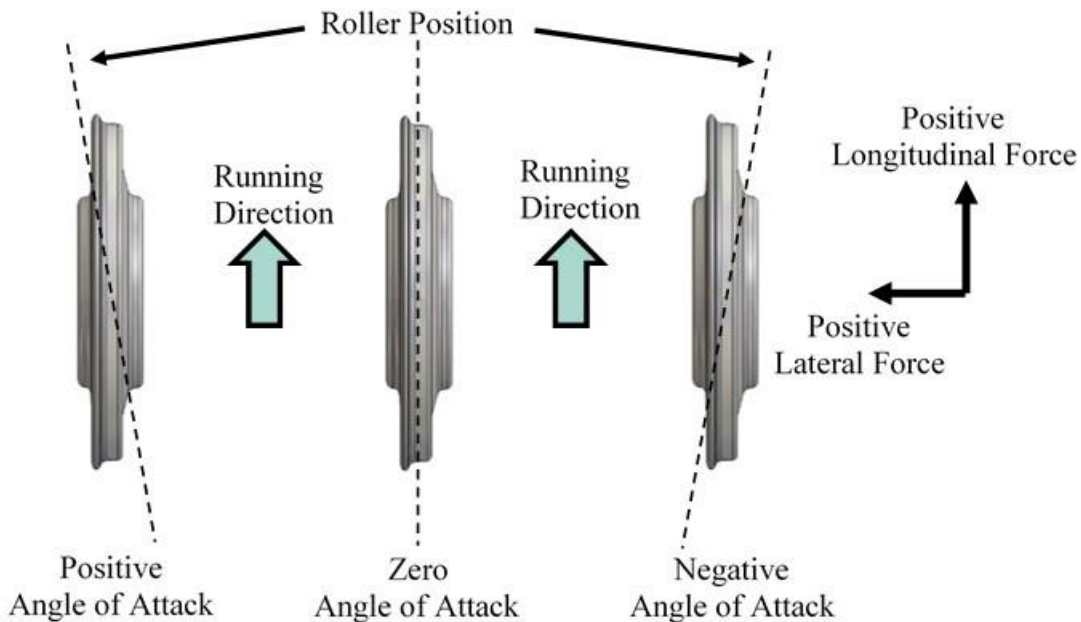 Roller Position
Running
Direction
Running
Direction
Positive
Longitudinal Force
Positive
Lateral Force
Positive
Angle of Attack
Zero
Angle of Attack
Negative
Angle of Attack